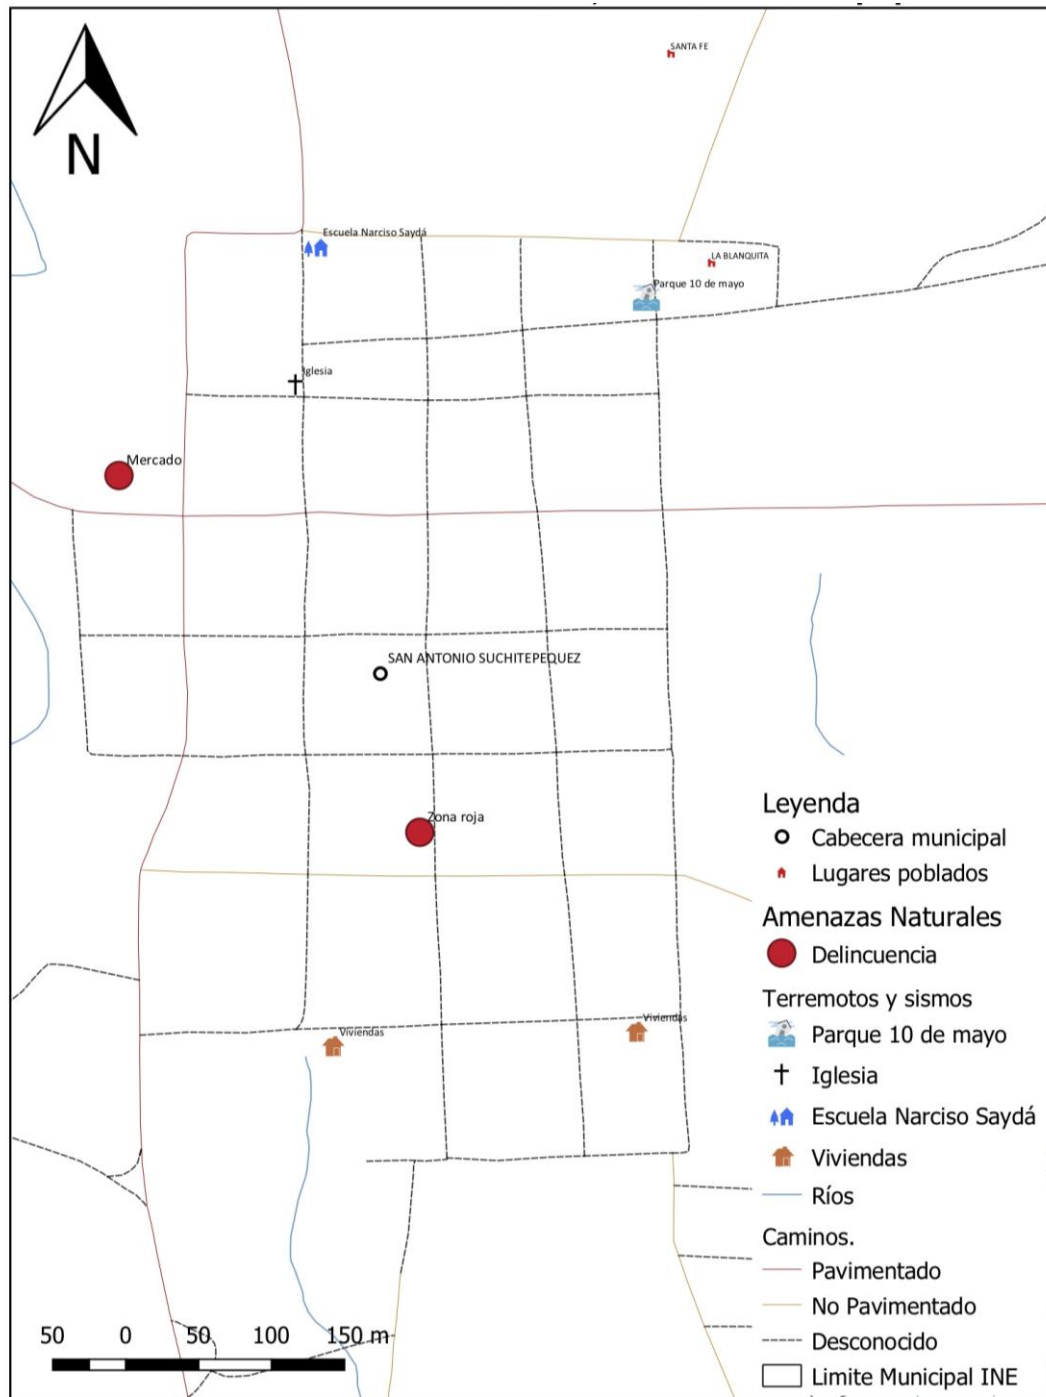 N
SANTA FE
Escuela Narciso Saydá
LA BLANQUITA
Parque 10 de mayo
Iglesia
Mercado
SAN ANTONIO SUCHITEPEQUEZ
Zona roja
Viviendas
Viviendas
Leyenda
Cabecera municipal
Lugares poblados
Amenazas Naturales
Delincuencia
Terremotos y sismos
Parque 10 de mayo
Iglesia
Escuela Narciso Saydá
Viviendas
Ríos
Caminos.
Pavimentado
No Pavimentado
Desconocido
Limite Municipal INE
50 0 50 100 150 m